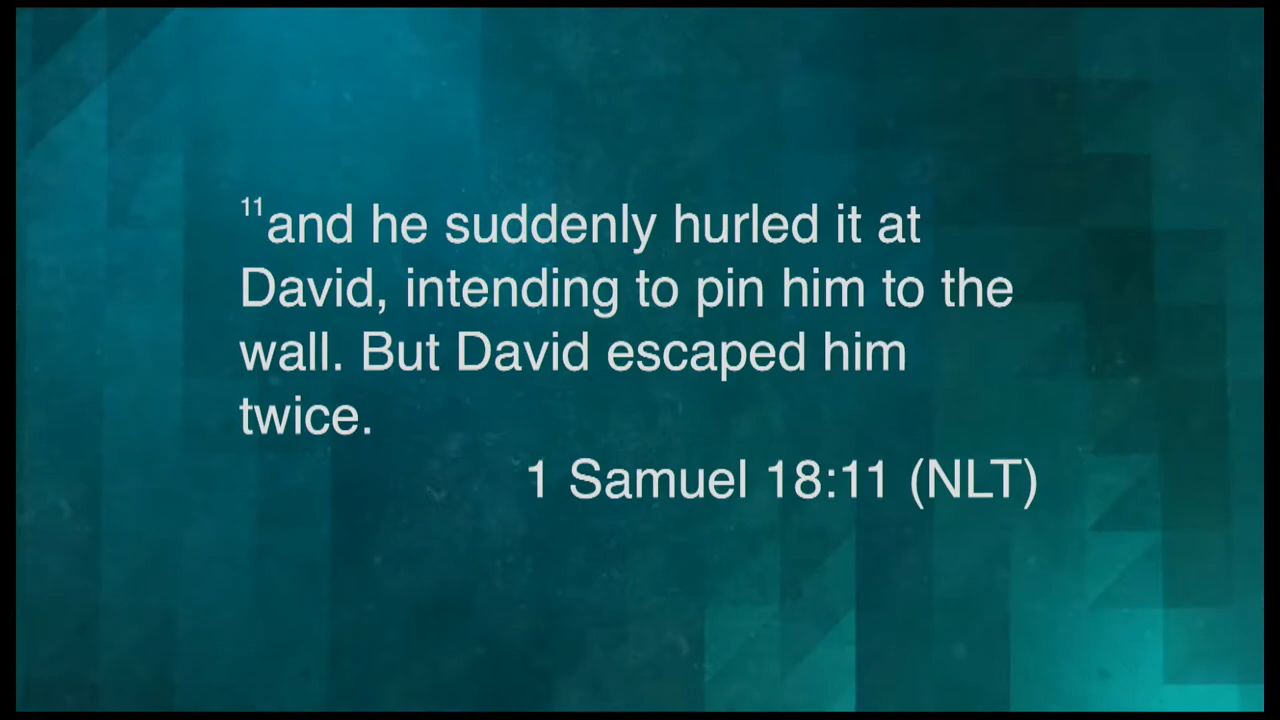 11and he suddenly hurled it at
David, intending to pin him to the
wall. But David escaped him
twice.
1 Samuel 18:11 (NLT)